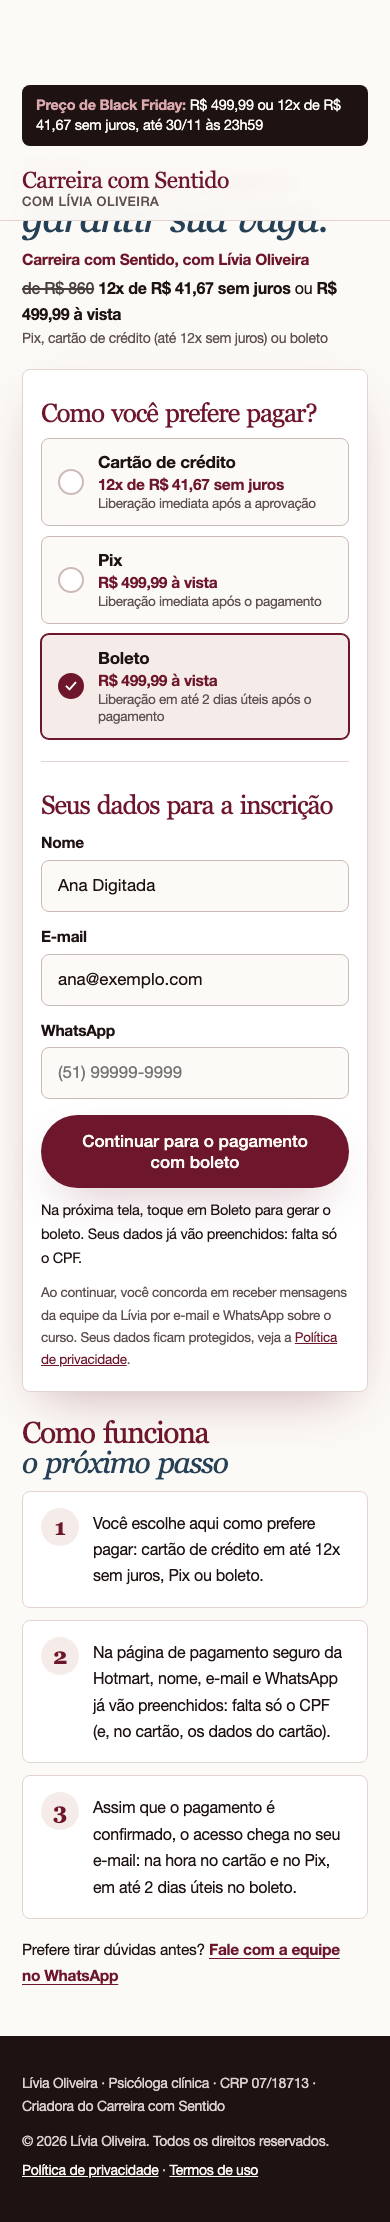 Preço de Black Friday: R$ 499,99 ou 12x de R$
41,67 sem juros, até 30/11 às 23h59
Carreira com Sentido
COM LÍVIA OLIVEIRA
garantir sua vaga.
Carreira com Sentido, com Lívia Oliveira
de R$ 860 12x de R$ 41,67 sem juros ou R$
499,99 à vista
Pix, cartão de crédito (até 12x sem juros) ou boleto
Como você prefere pagar?
Cartão de crédito
12x de R$ 41,67 sem juros
Liberação imediata após a aprovação
Pix
R$ 499,99 à vista
Liberação imediata após o pagamento
Boleto
R$ 499,99 à vista
Liberação em até 2 dias úteis após o
pagamento
Seus dados para a inscrição
Nome
Ana Digitada
E-mail
ana@exemplo.com
WhatsApp
(51) 99999-9999
Continuar para o pagamento
com boleto
Na próxima tela, toque em Boleto para gerar o
boleto. Seus dados já vão preenchidos: falta só
o CPF.
Ao continuar, você concorda em receber mensagens
da equipe da Lívia por e-mail e WhatsApp sobre o
curso. Seus dados ficam protegidos, veja a Política
de privacidade.
Como funciona
o próximo passo
1
Você escolhe aqui como prefere
pagar: cartão de crédito em até 12x
sem juros, Pix ou boleto.
2
Na página de pagamento seguro da
Hotmart, nome, e-mail e WhatsApp
já vão preenchidos: falta só o CPF
(e, no cartão, os dados do cartão).
3
Assim que o pagamento é
confirmado, o acesso chega no seu
e-mail: na hora no cartão e no Pix,
em até 2 dias úteis no boleto.
Prefere tirar dúvidas antes? Fale com a equipe
no WhatsApp
Lívia Oliveira · Psicóloga clínica · CRP 07/18713 ·
Criadora do Carreira com Sentido
© 2026 Lívia Oliveira. Todos os direitos reservados.
Política de privacidade · Termos de uso